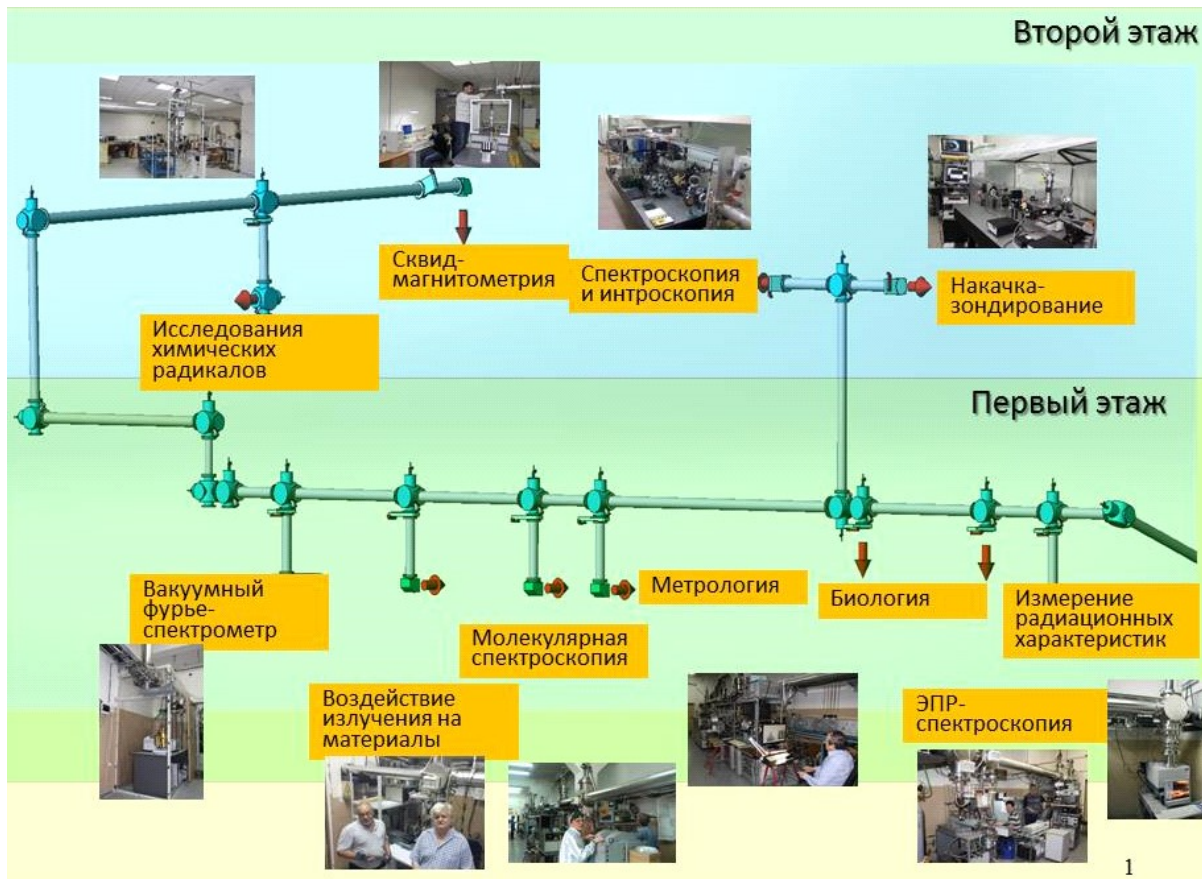 Второй этаж
Сквид-
магнитометрия
Спектроскопия
и интроскопия
Накачка-
зондирование
Исследования
химических
радикалов
Первый этаж
Вакуумный
фурье-
спектрометр
Метрология
Биология
Измерение
радиационных
характеристик
Молекулярная
спектроскопия
Воздействие
излучения на
материалы
ЭПР-
спектроскопия
1